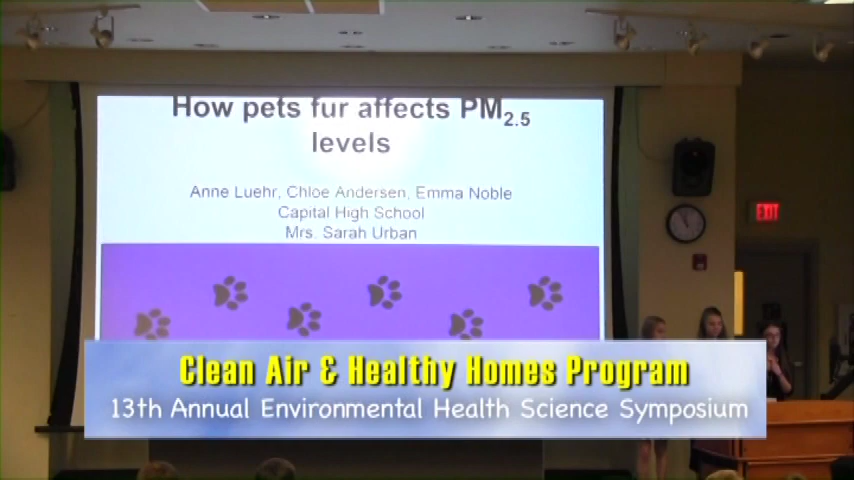 How pets fur affects PM2.5
levels
Anne Luehr, Chloe Andersen, Emma Noble
Capital High School
Mrs. Sarah Urban
EXIT
Clean Air & Healthy Homes Program
13th Annual Environmental Health Science Symposium